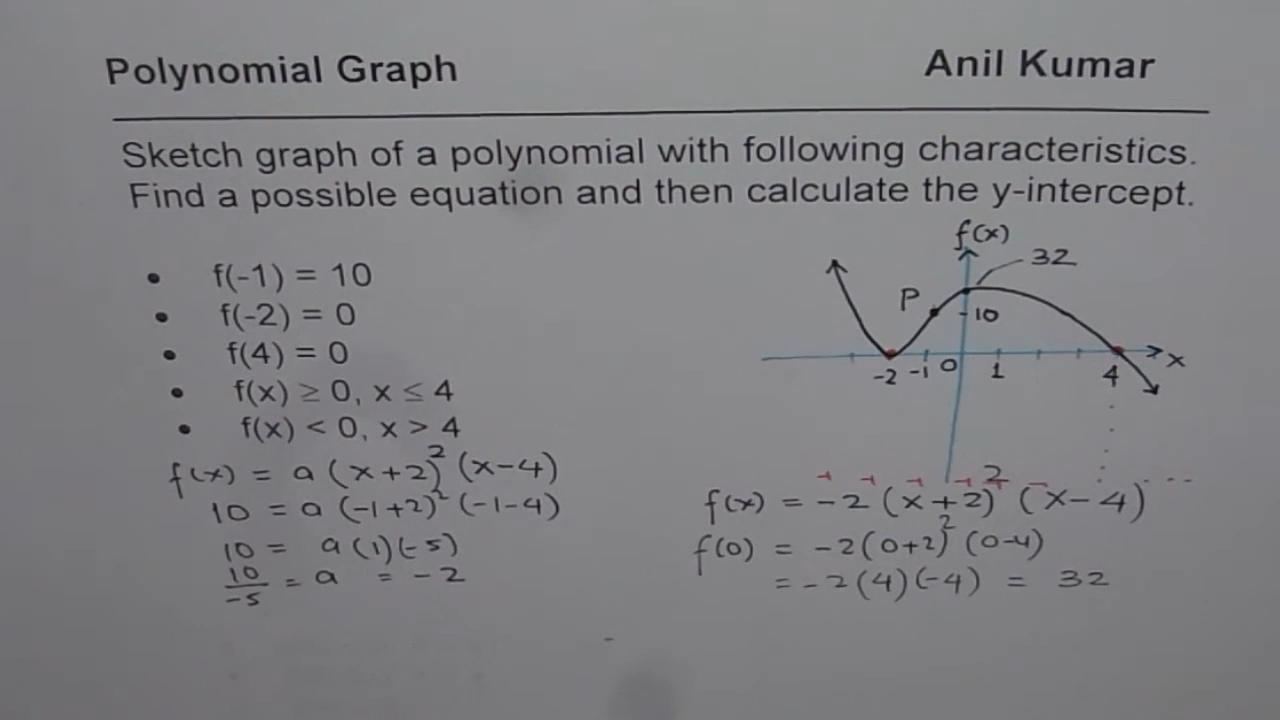 Polynomial Graph
Anil Kumar
Sketch graph of a polynomial with following characteristics.
Find a possible equation and then calculate the y-intercept.
• f(-1) = 10
• f(-2) = 0
• f(4) = 0
• f(x) ≥ 0, x ≤ 4
• f(x) < 0, x > 4
f(x) = a(x+2)²(x-4)
10 = a(-1+2)²(-1-4)
10 = a(1)(-5)
10/-5 = a = -2
f(x)
32
P
10
-2 -1 0 1 4 x
f(x) = -2(x+2)²(x-4)
f(0) = -2(0+2)²(0-4)
= -2(4)(-4) = 32